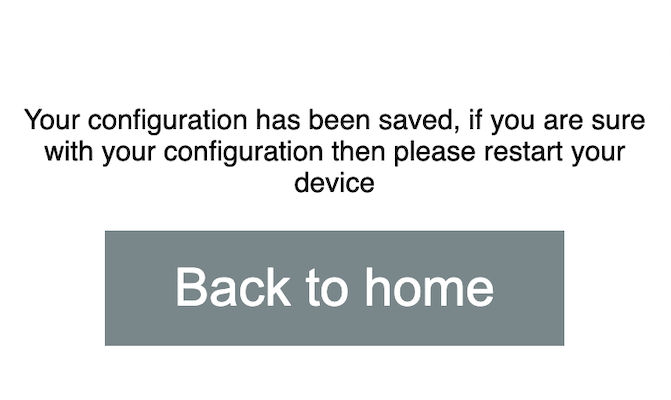 Your configuration has been saved, if you are sure
with your configuration then please restart your
device
Back to home